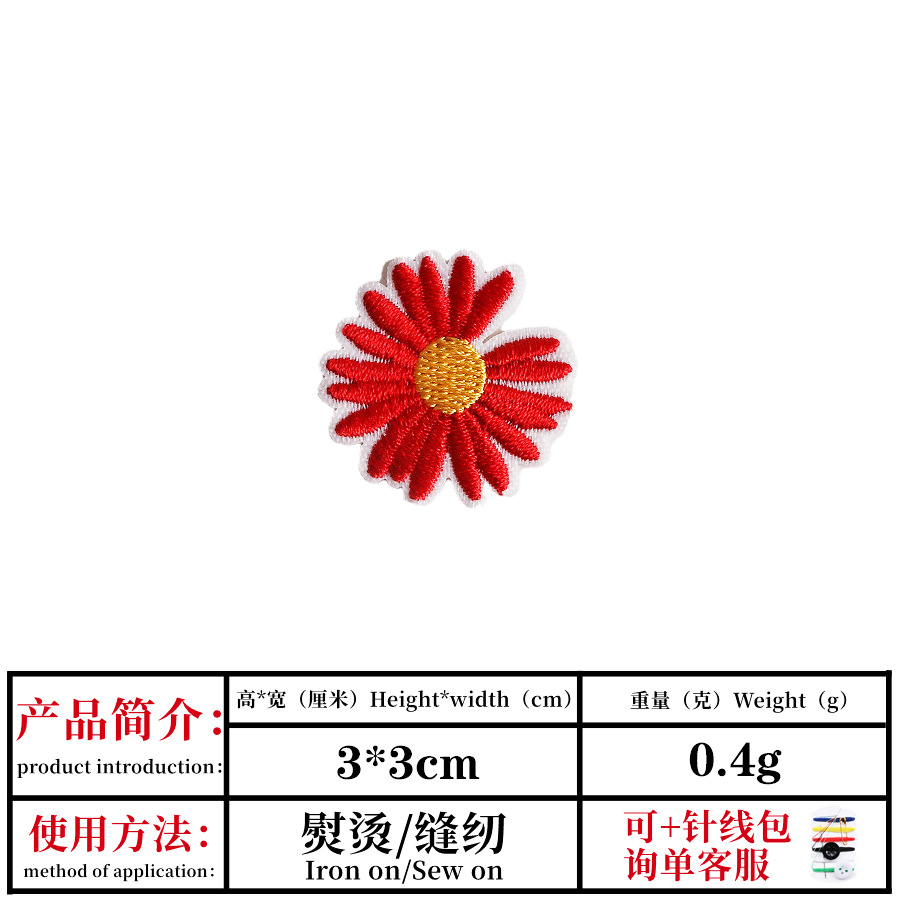 产品简介：
product introduction:
高*宽（厘米）Height*width（cm）
重量（克）Weight（g）
3*3cm
0.4g
使用方法：
method of application:
熨烫/缝纫
Iron on/Sew on
可+针线包
询单客服